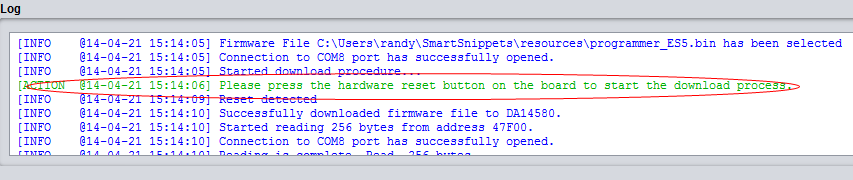 Log
[INFO @14-04-21 15:14:05] Firmware File C:\Users\randy\SmartSnippets\resources\programmer_ES5.bin has been selected
[INFO @14-04-21 15:14:05] Connection to COM8 port has successfully opened.
[INFO @14-04-21 15:14:05] Started download procedure...
[ACTION @14-04-21 15:14:06] Please press the hardware reset button on the board to start the download process.
[INFO @14-04-21 15:14:09] Reset detected
[INFO @14-04-21 15:14:10] Successfully downloaded firmware file to DA14580.
[INFO @14-04-21 15:14:10] Started reading 256 bytes from address 47F00.
[INFO @14-04-21 15:14:10] Connection to COM8 port has successfully opened.
[INFO @14-04-21 15:14:10] Reading is complete. Read 256 bytes